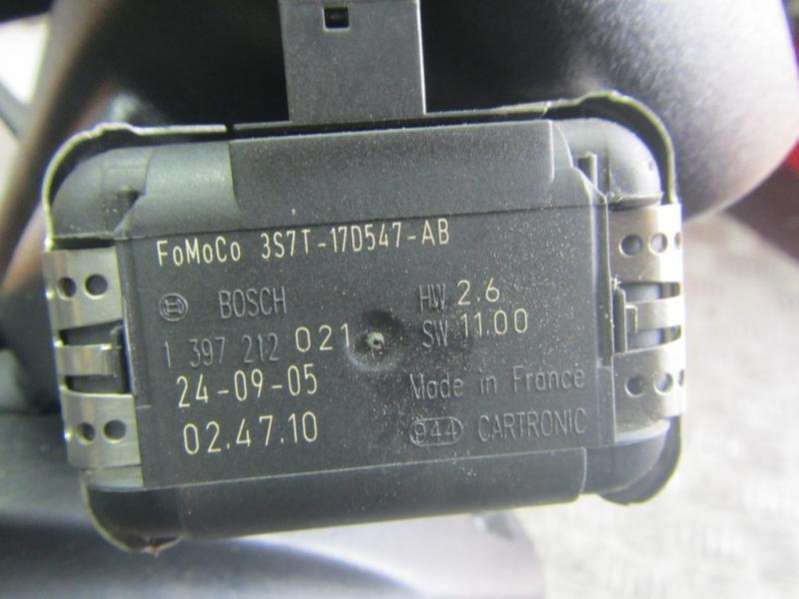 FoMoCo 3S7T-17D547-AB
BOSCH HW 2.6
1 397 212 021 SW 11.00
24-09-05 Made in France
02.47.10 944 CARTRONIC